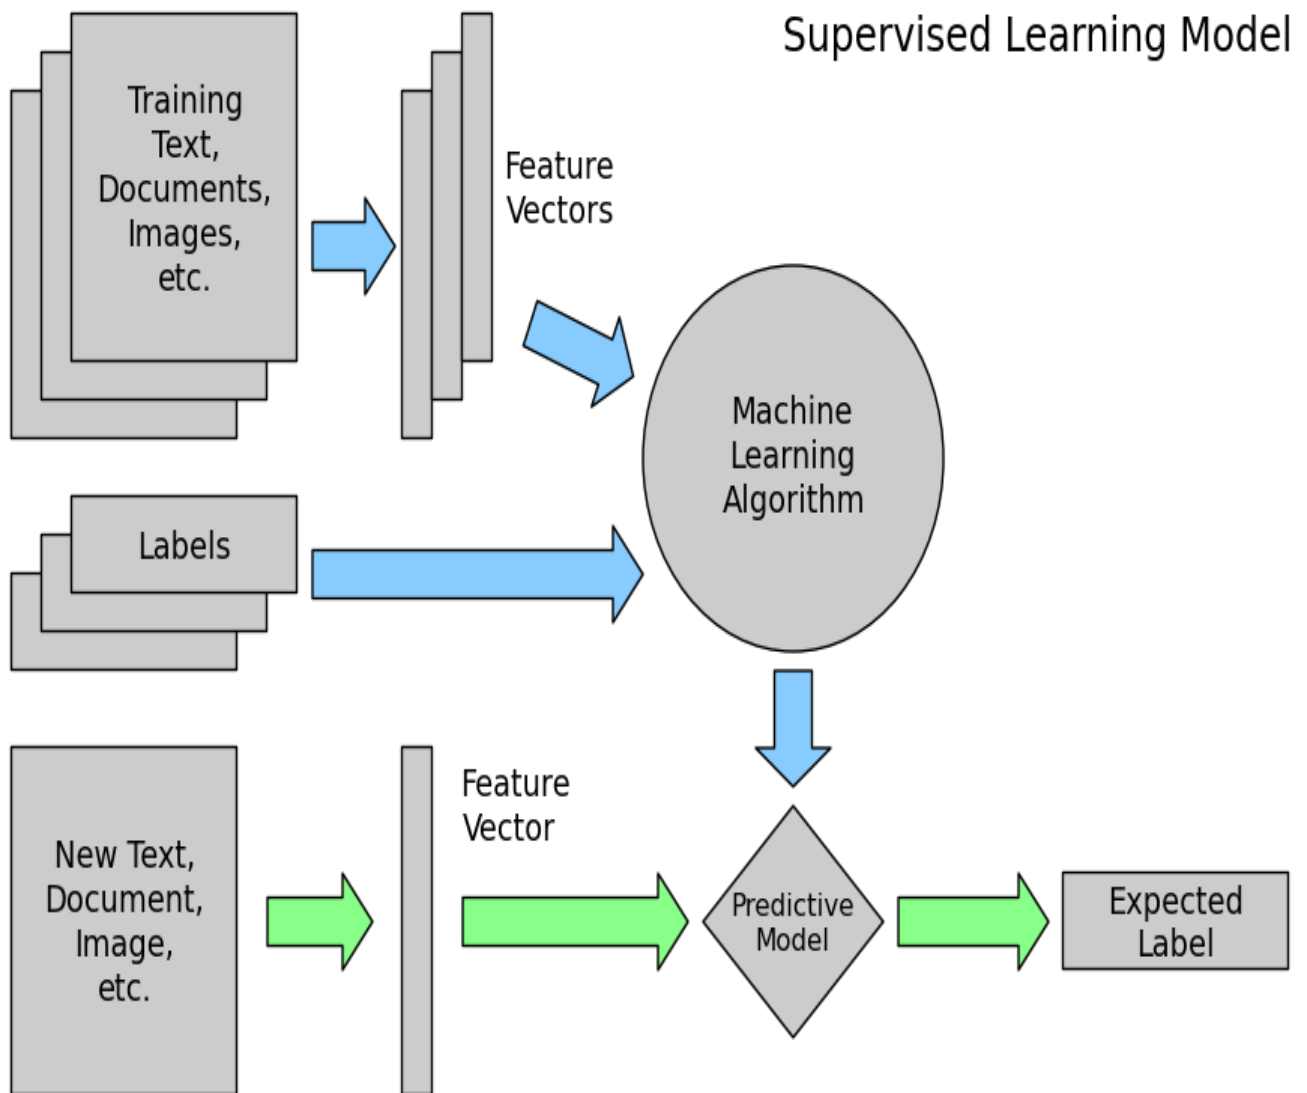 Supervised Learning Model
Training
Text,
Documents,
Images,
etc.
Feature
Vectors
Machine
Learning
Algorithm
Labels
Feature
Vector
New Text,
Document,
Image,
etc.
Predictive
Model
Expected
Label